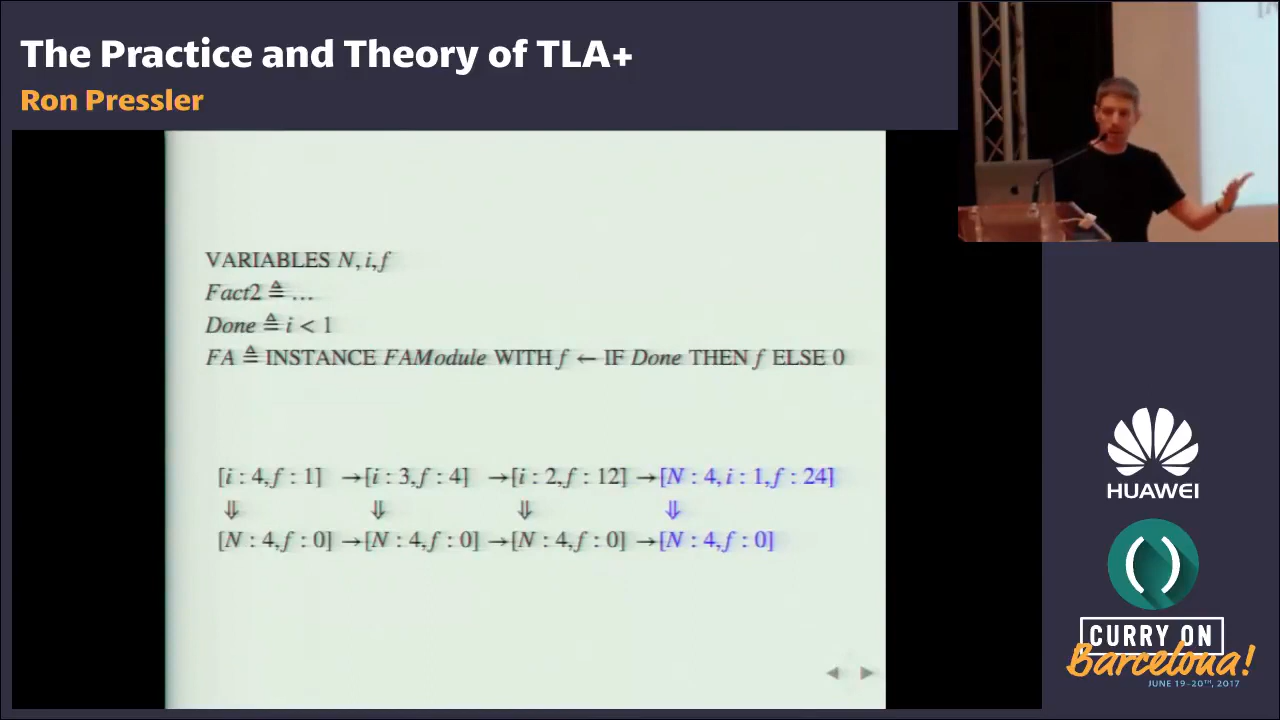 The Practice and Theory of TLA+
Ron Pressler
VARIABLES N, i, f
Fact2 ≜ …
Done ≜ i < 1
FA ≜ INSTANCE FAModule WITH f ← IF Done THEN f ELSE 0
[i : 4, f : 1] →[i : 3, f : 4] →[i : 2, f : 12] →[N : 4, i : 1, f : 24]
⇓ ⇓ ⇓ ⇓
[N : 4, f : 0] →[N : 4, f : 0] →[N : 4, f : 0] →[N : 4, f : 0]
HUAWEI
CURRY ON
Barcelona!
JUNE 19-20TH, 2017